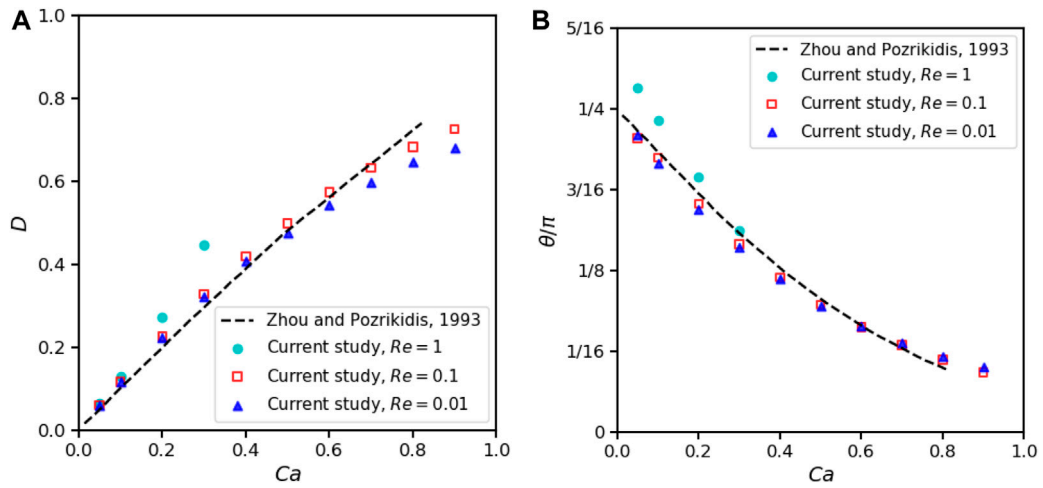 A
1.0
0.8
0.6
0.4
0.2
0.0
D
0.0 0.2 0.4 0.6 0.8 1.0
Ca
Zhou and Pozrikidis, 1993
Current study, Re = 1
Current study, Re = 0.1
Current study, Re = 0.01
B
5/16
1/4
3/16
1/8
1/16
0
θ/π
0.0 0.2 0.4 0.6 0.8 1.0
Ca
Zhou and Pozrikidis, 1993
Current study, Re = 1
Current study, Re = 0.1
Current study, Re = 0.01